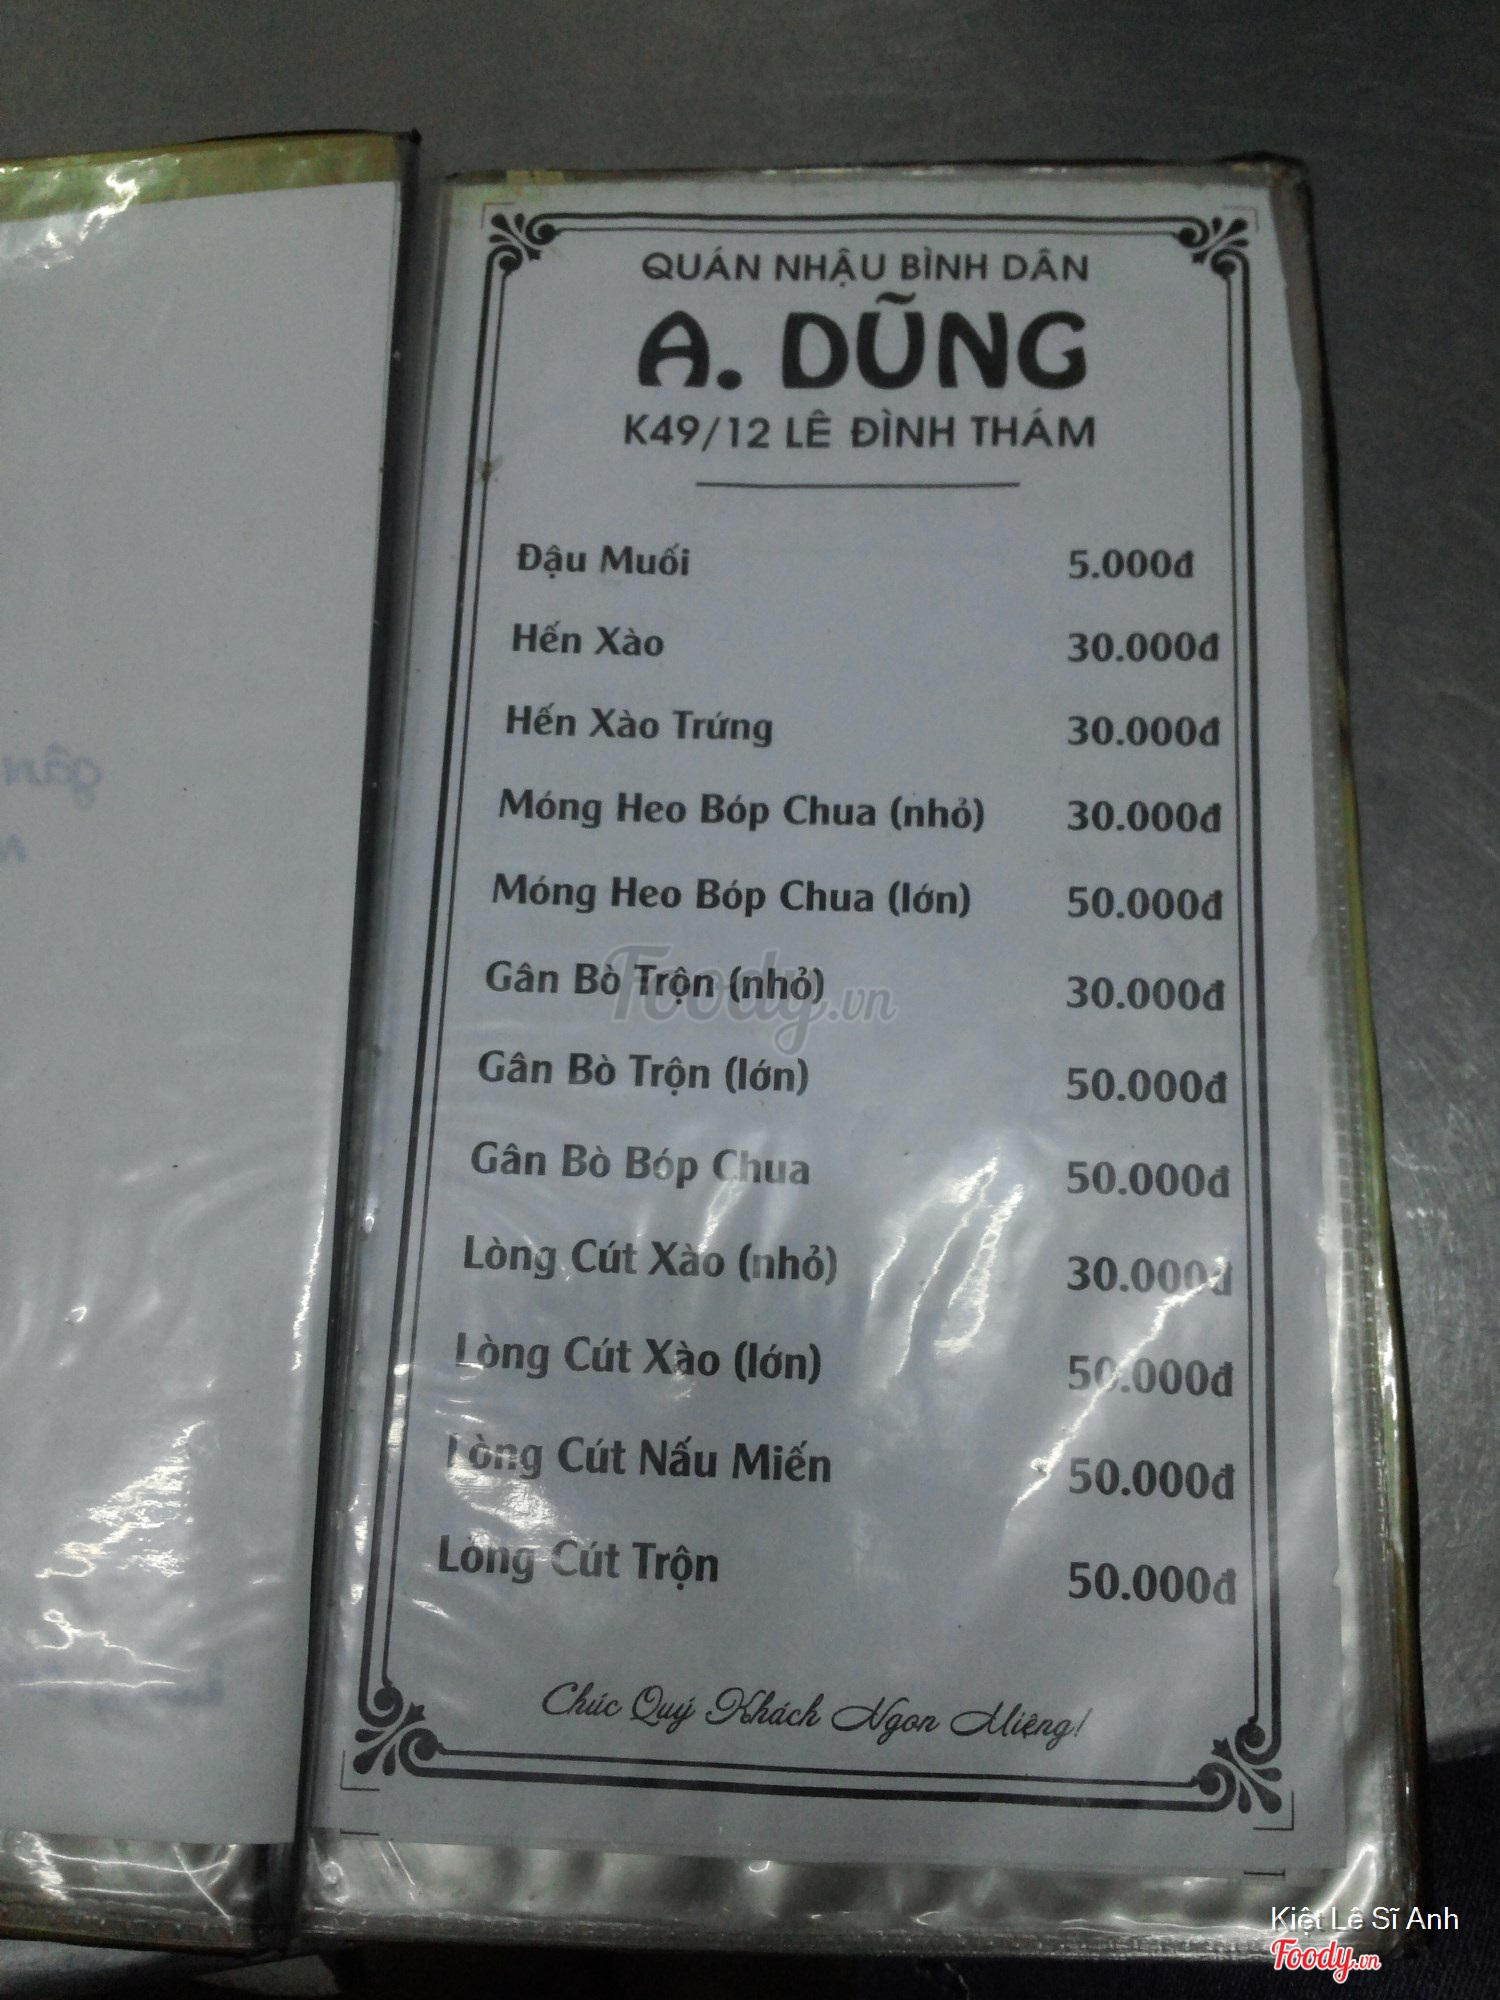 QUÁN NHẬU BÌNH DÂN
A. DŨNG
K49/12 LÊ ĐÌNH THÁM
Đậu Muối 5.000đ
Hến Xào 30.000đ
Hến Xào Trứng 30.000đ
Móng Heo Bóp Chua (nhỏ) 30.000đ
Móng Heo Bóp Chua (lớn) 50.000đ
Gân Bò Trộn (nhỏ) 30.000đ
Foody.vn
Gân Bò Trộn (lớn) 50.000đ
Gân Bò Bóp Chua 50.000đ
Lòng Cút Xào (nhỏ) 30.000đ
Lòng Cút Xào (lớn) 50.000đ
Lòng Cút Nấu Miến 50.000đ
Lòng Cút Trộn 50.000đ
Chúc Quý Khách Ngon Miệng!
Kiệt Lê Sĩ Anh
Foody.vn